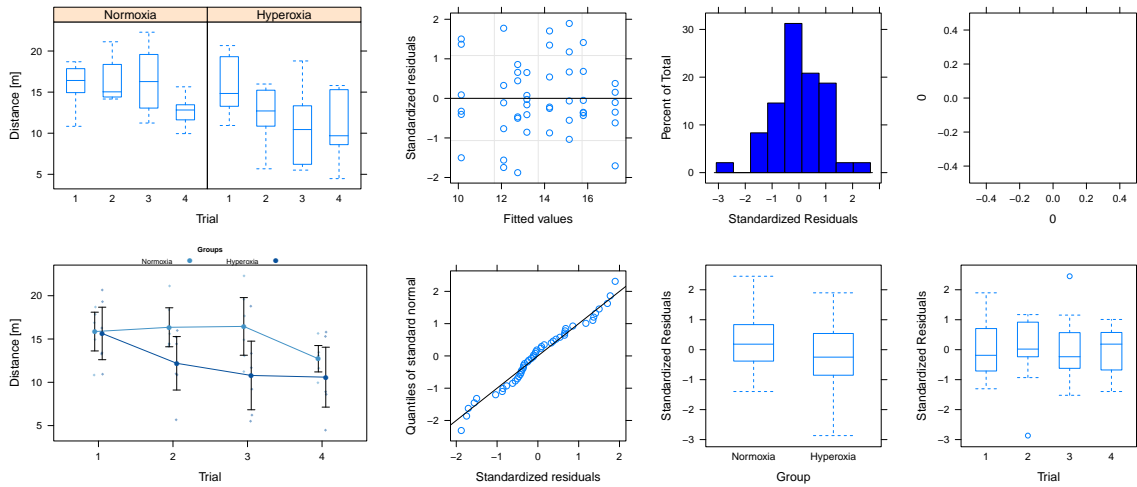 Normoxia Hyperoxia
Distance [m]
20
15
10
5
1 2 3 4 1 2 3 4
Trial
Standardized residuals
2
1
0
−1
−2
10 12 14 16
Fitted values
Percent of Total
30
20
10
0
−3 −2 −1 0 1 2
Standardized Residuals
0
0.4
0.2
0.0
−0.2
−0.4
−0.4 −0.2 0.0 0.2 0.4
0
Groups
Normoxia Hyperoxia
Distance [m]
20
15
10
5
1 2 3 4
Trial
Quantiles of standard normal
2
1
0
−1
−2
−2 −1 0 1 2
Standardized residuals
Standardized Residuals
2
1
0
−1
−2
−3
Normoxia Hyperoxia
Group
Standardized Residuals
2
1
0
−1
−2
−3
1 2 3 4
Trial